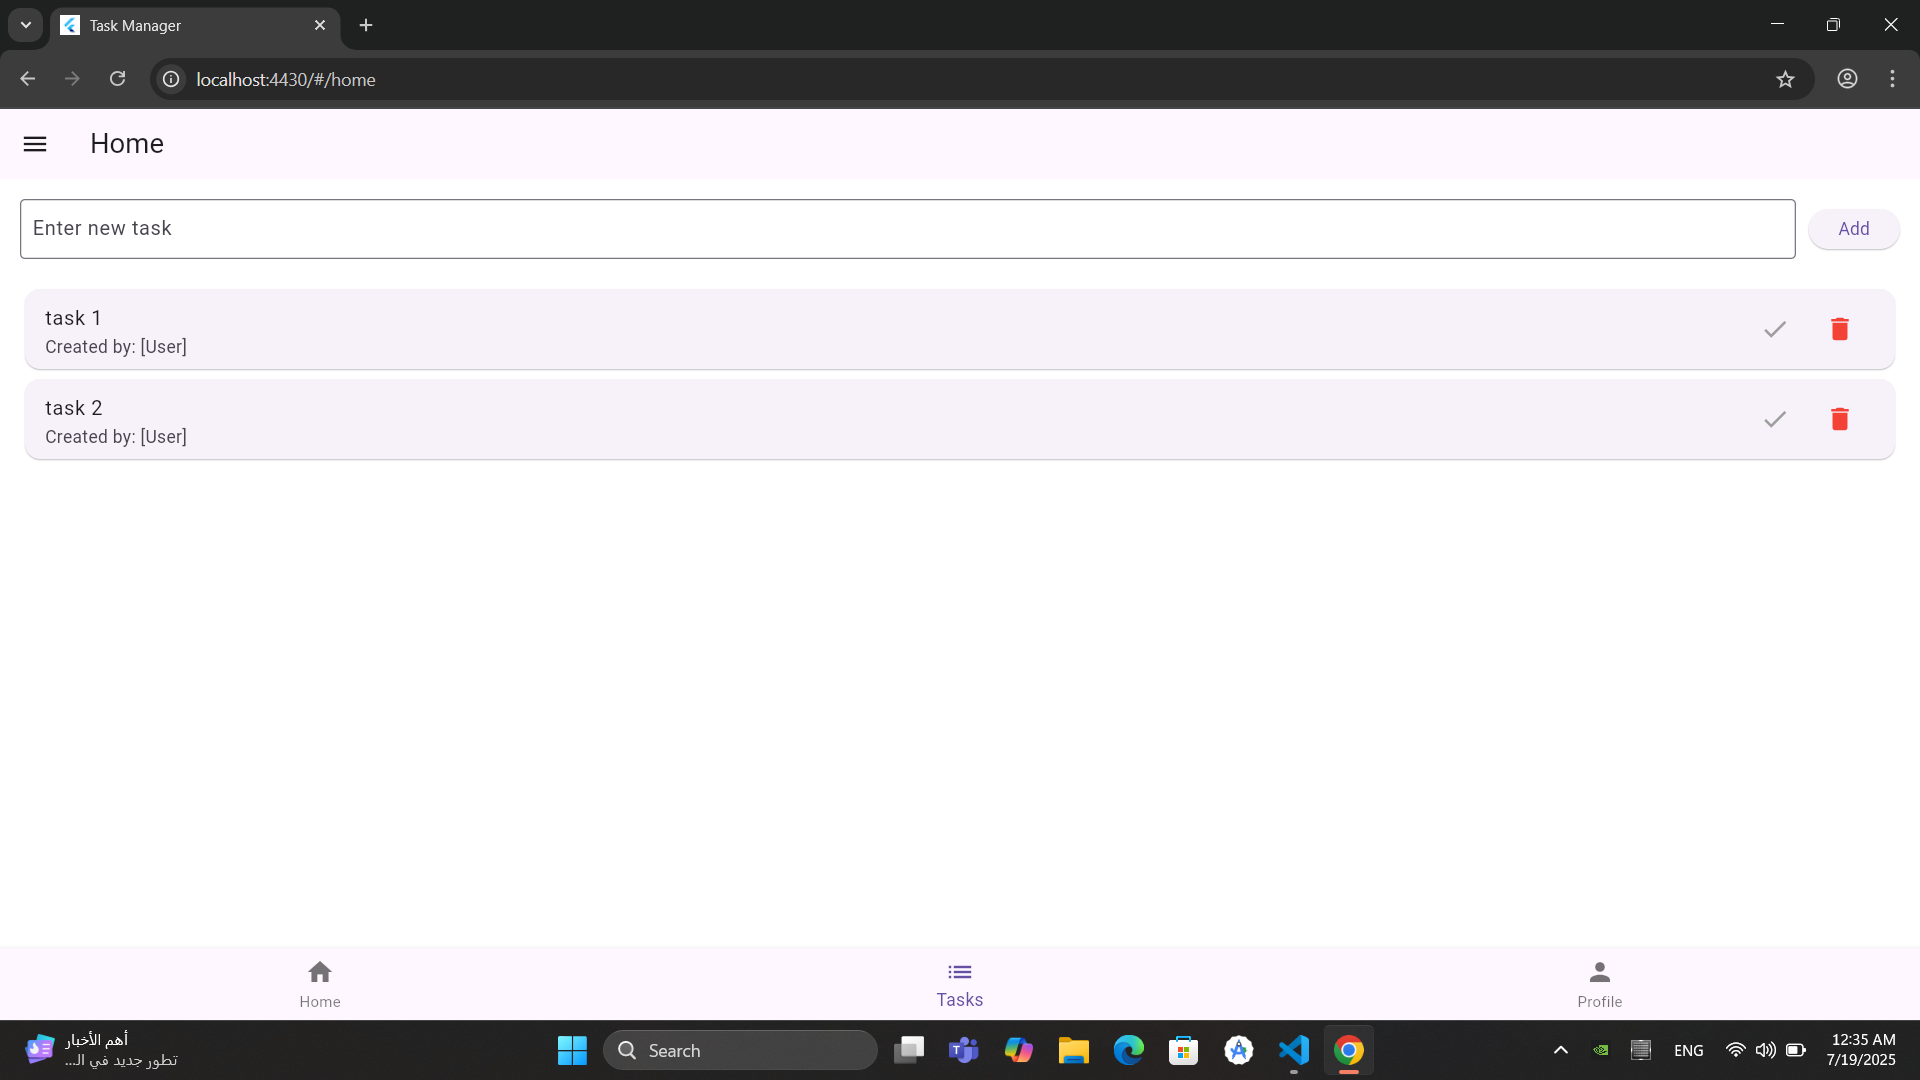 Task Manager
localhost:4430/#/home
Home
Enter new task
Add
task 1
Created by: [User]
task 2
Created by: [User]
Home
Tasks
Profile
أهم الأخبار
تطور جديد في الـ...
Search
ENG
12:35 AM
7/19/2025